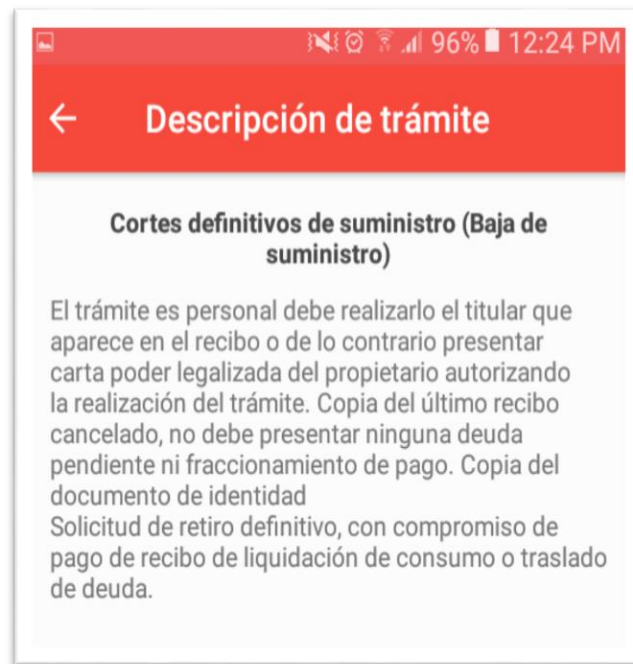 96% 12:24 PM
Descripción de trámite
Cortes definitivos de suministro (Baja de
suministro)
El trámite es personal debe realizarlo el titular que
aparece en el recibo o de lo contrario presentar
carta poder legalizada del propietario autorizando
la realización del trámite. Copia del último recibo
cancelado, no debe presentar ninguna deuda
pendiente ni fraccionamiento de pago. Copia del
documento de identidad
Solicitud de retiro definitivo, con compromiso de
pago de recibo de liquidación de consumo o traslado
de deuda.